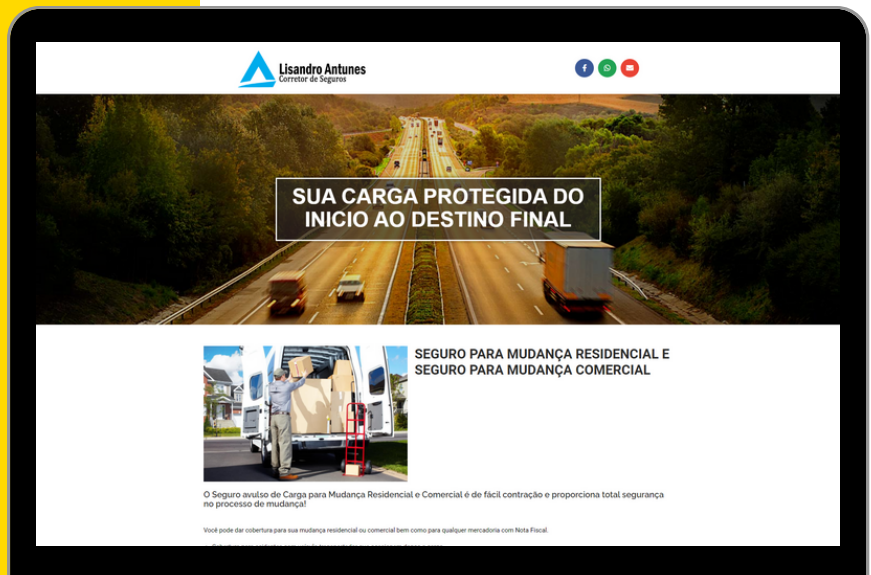 Lisandro Antunes
Corretor de Seguros
SUA CARGA PROTEGIDA DO
INICIO AO DESTINO FINAL
SEGURO PARA MUDANÇA RESIDENCIAL E
SEGURO PARA MUDANÇA COMERCIAL
O Seguro avulso de Carga para Mudança Residencial e Comercial é de fácil contração e proporciona total segurança
no processo de mudança!
Você pode dar cobertura para sua mudança residencial ou comercial bem como para qualquer mercadoria com Nota Fiscal.